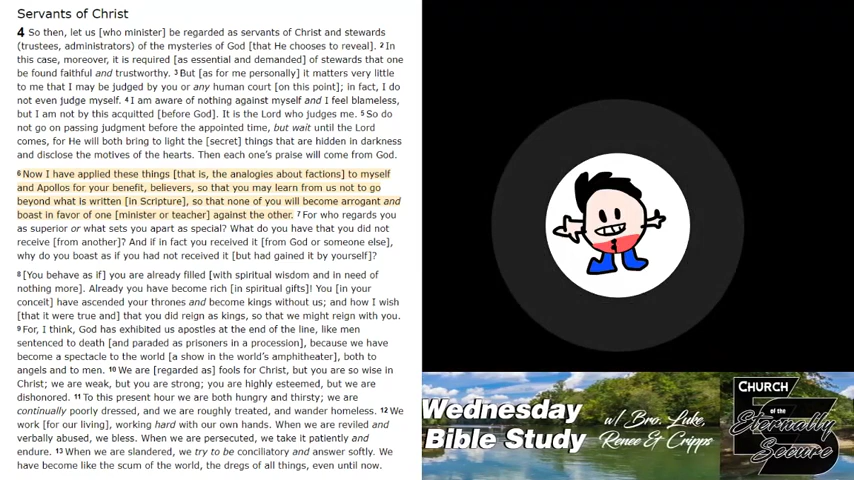 Servants of Christ
4 So then, let us [who minister] be regarded as servants of Christ and stewards
(trustees, administrators) of the mysteries of God [that He chooses to reveal]. 2 In
this case, moreover, it is required [as essential and demanded] of stewards that one
be found faithful and trustworthy. 3 But [as for me personally] it matters very little
to me that I may be judged by you or any human court [on this point]; in fact, I do
not even judge myself. 4 I am aware of nothing against myself and I feel blameless,
but I am not by this acquitted [before God]. It is the Lord who judges me. 5 So do
not go on passing judgment before the appointed time, but wait until the Lord
comes, for He will both bring to light the [secret] things that are hidden in darkness
and disclose the motives of the hearts. Then each one's praise will come from God.
6 Now I have applied these things [that is, the analogies about factions] to myself
and Apollos for your benefit, believers, so that you may learn from us not to go
beyond what is written [in Scripture], so that none of you will become arrogant and
boast in favor of one [minister or teacher] against the other. 7 For who regards you
as superior or what sets you apart as special? What do you have that you did not
receive [from another]? And if in fact you received it [from God or someone else],
why do you boast as if you had not received it [but had gained it by yourself]?
8 [You behave as if] you are already filled [with spiritual wisdom and in need of
nothing more]. Already you have become rich [in spiritual gifts]! You [in your
conceit] have ascended your thrones and become kings without us; and how I wish
[that it were true and] that you did reign as kings, so that we might reign with you.
9 For, I think, God has exhibited us apostles at the end of the line, like men
sentenced to death [and paraded as prisoners in a procession], because we have
become a spectacle to the world [a show in the world's amphitheater], both to
angels and to men. 10 We are [regarded as] fools for Christ, but you are so wise in
Christ; we are weak, but you are strong; you are highly esteemed, but we are
dishonored. 11 To this present hour we are both hungry and thirsty; we are
continually poorly dressed, and we are roughly treated, and wander homeless. 12 We
work [for our living], working hard with our own hands. When we are reviled and
verbally abused, we bless. When we are persecuted, we take it patiently and
endure. 13 When we are slandered, we try to be conciliatory and answer softly. We
have become like the scum of the world, the dregs of all things, even until now.
Wednesday
Bible Study
w/ Bro. Luke,
Renee & Cripps
CHURCH
of the
Eternally
Secure